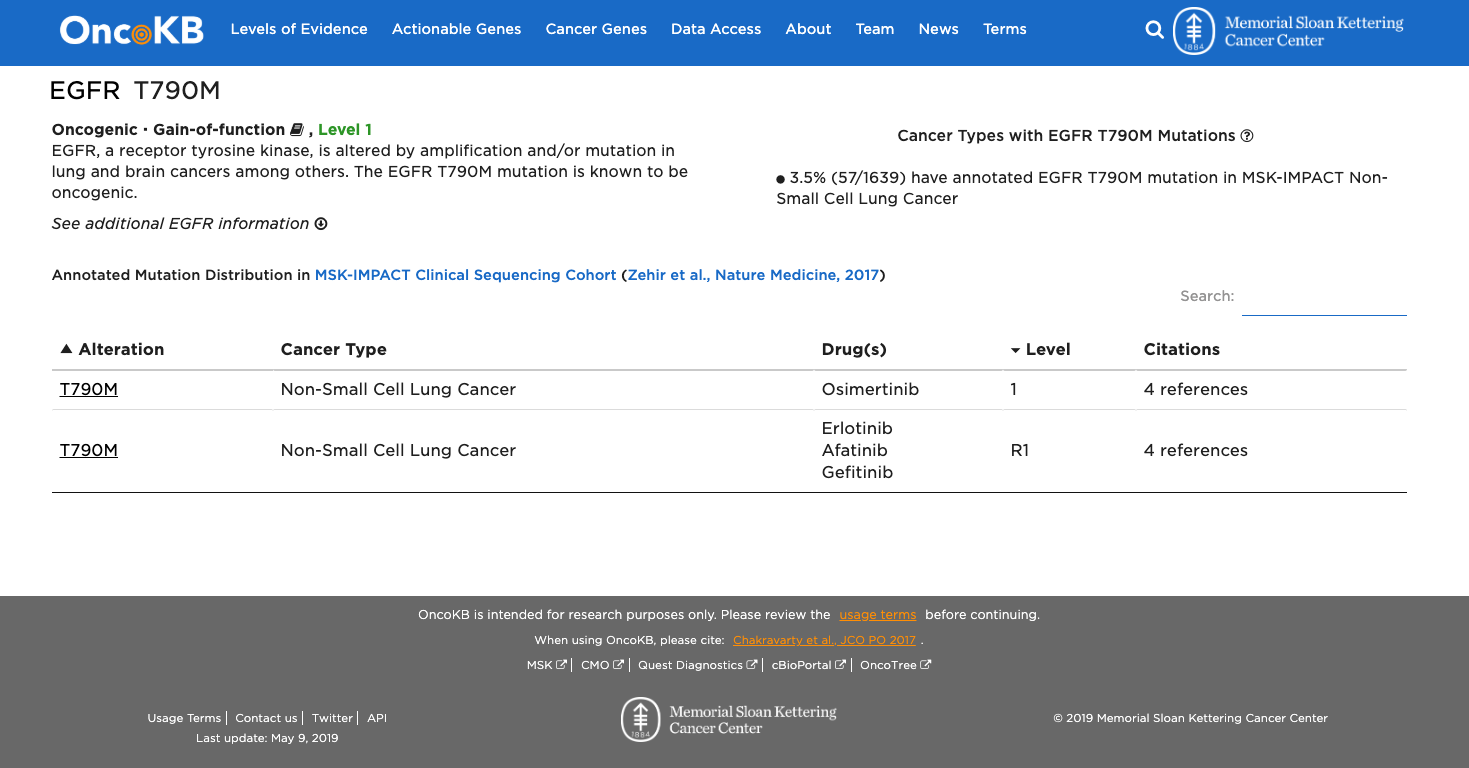 OncoKB Levels of Evidence Actionable Genes Cancer Genes Data Access About Team News Terms
1884
Memorial Sloan Kettering
Cancer Center
EGFR T790M
Oncogenic · Gain-of-function , Level 1
EGFR, a receptor tyrosine kinase, is altered by amplification and/or mutation in
lung and brain cancers among others. The EGFR T790M mutation is known to be
oncogenic.
See additional EGFR information
Cancer Types with EGFR T790M Mutations
● 3.5% (57/1639) have annotated EGFR T790M mutation in MSK-IMPACT Non-
Small Cell Lung Cancer
Annotated Mutation Distribution in MSK-IMPACT Clinical Sequencing Cohort (Zehir et al., Nature Medicine, 2017)
Search:
Alteration Cancer Type Drug(s) Level Citations
T790M Non-Small Cell Lung Cancer Osimertinib 1 4 references
T790M Non-Small Cell Lung Cancer Erlotinib
Afatinib
Gefitinib
R1 4 references
OncoKB is intended for research purposes only. Please review the usage terms before continuing.
When using OncoKB, please cite: Chakravarty et al., JCO PO 2017 .
MSK | CMO | Quest Diagnostics | cBioPortal | OncoTree
Usage Terms | Contact us | Twitter | API
Last update: May 9, 2019
1884
Memorial Sloan Kettering
Cancer Center
© 2019 Memorial Sloan Kettering Cancer Center